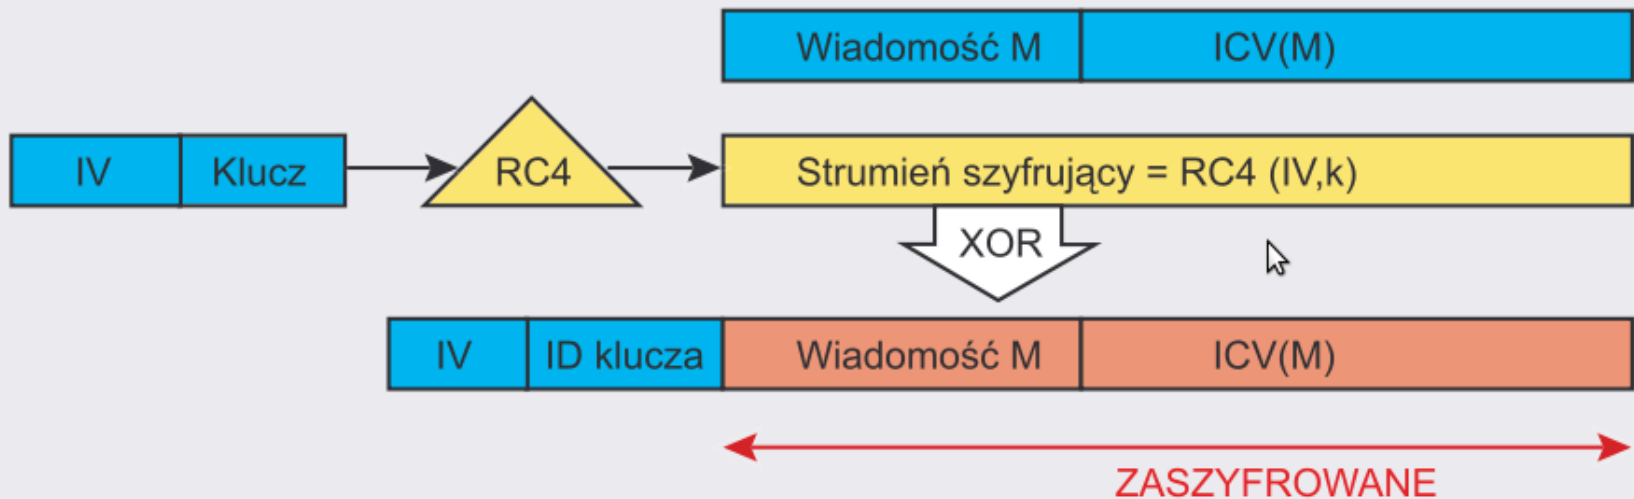 Wiadomość M ICV(M)
IV Klucz RC4 Strumień szyfrujący = RC4 (IV,k)
XOR
IV ID klucza Wiadomość M ICV(M)
ZASZYFROWANE